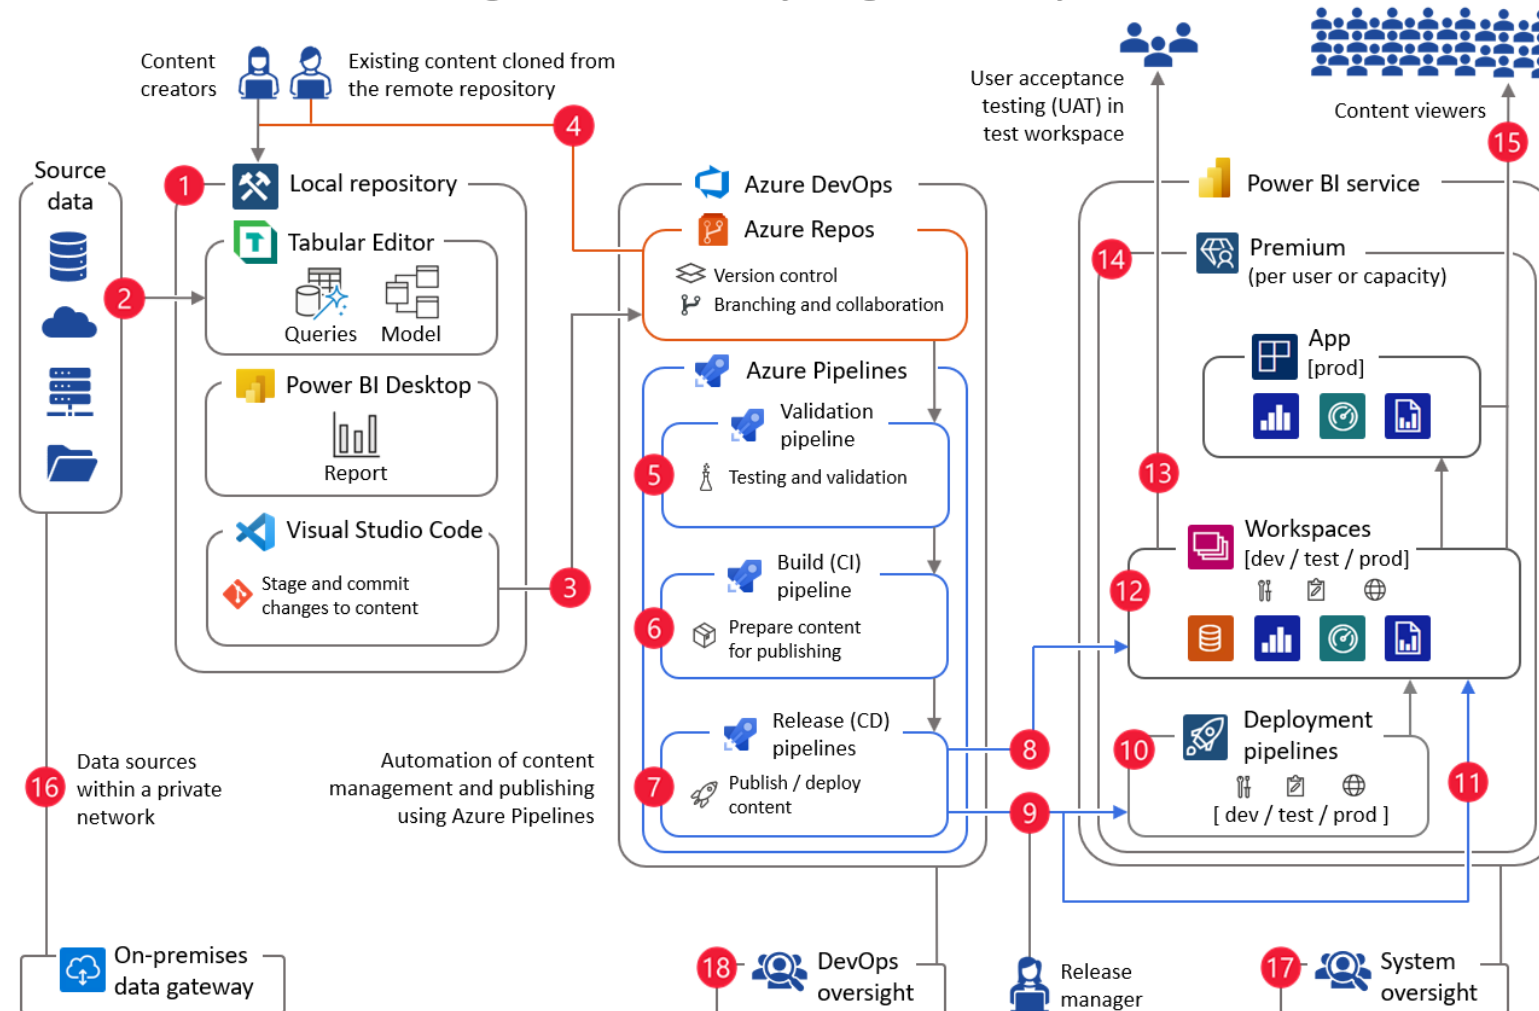 Content
creators
Existing content cloned from
the remote repository
4
User acceptance
testing (UAT) in
test workspace
Content viewers
15
Source
data
1
Local repository
Azure DevOps
Power BI service
2
Tabular Editor
Queries
Model
Azure Repos
Version control
Branching and collaboration
14
Premium
(per user or capacity)
Power BI Desktop
Report
Azure Pipelines
Validation
pipeline
5
Testing and validation
App
[prod]
13
Visual Studio Code
Stage and commit
changes to content
3
Build (CI)
pipeline
6
Prepare content
for publishing
Workspaces
[dev / test / prod]
12
Release (CD)
pipelines
7
Publish / deploy
content
8
9
10
Deployment
pipelines
[ dev / test / prod ]
11
16
Data sources
within a private
network
Automation of content
management and publishing
using Azure Pipelines
On-premises
data gateway
18
DevOps
oversight
Release
manager
17
System
oversight